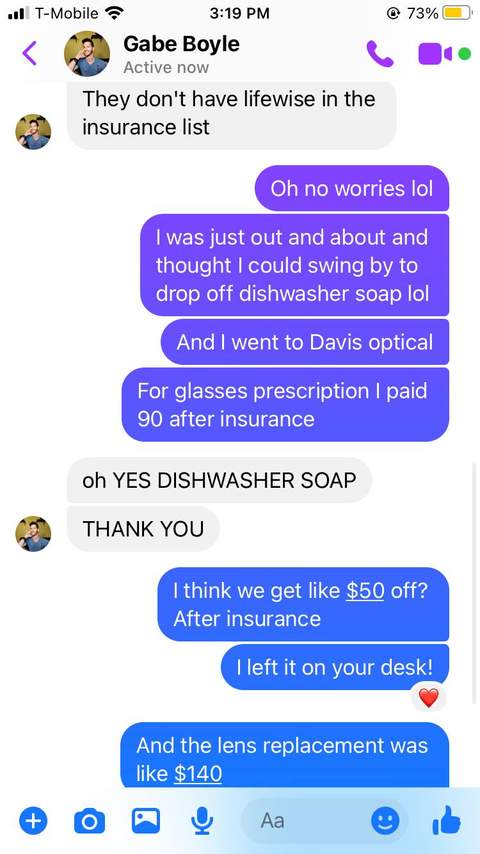 T-Mobile 3:19 PM 73%
Gabe Boyle
Active now
They don't have lifewise in the
insurance list
Oh no worries lol
I was just out and about and
thought I could swing by to
drop off dishwasher soap lol
And I went to Davis optical
For glasses prescription I paid
90 after insurance
oh YES DISHWASHER SOAP
THANK YOU
I think we get like $50 off?
After insurance
I left it on your desk!
And the lens replacement was
like $140
Aa